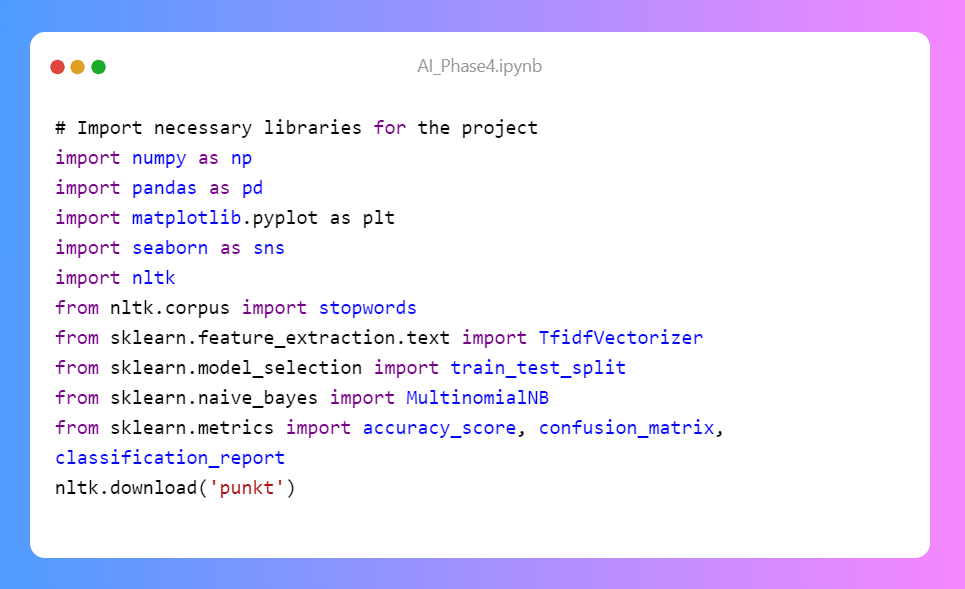 AI_Phase4.ipynb
# Import necessary libraries for the project
import numpy as np
import pandas as pd
import matplotlib.pyplot as plt
import seaborn as sns
import nltk
from nltk.corpus import stopwords
from sklearn.feature_extraction.text import TfidfVectorizer
from sklearn.model_selection import train_test_split
from sklearn.naive_bayes import MultinomialNB
from sklearn.metrics import accuracy_score, confusion_matrix,
classification_report
nltk.download('punkt')